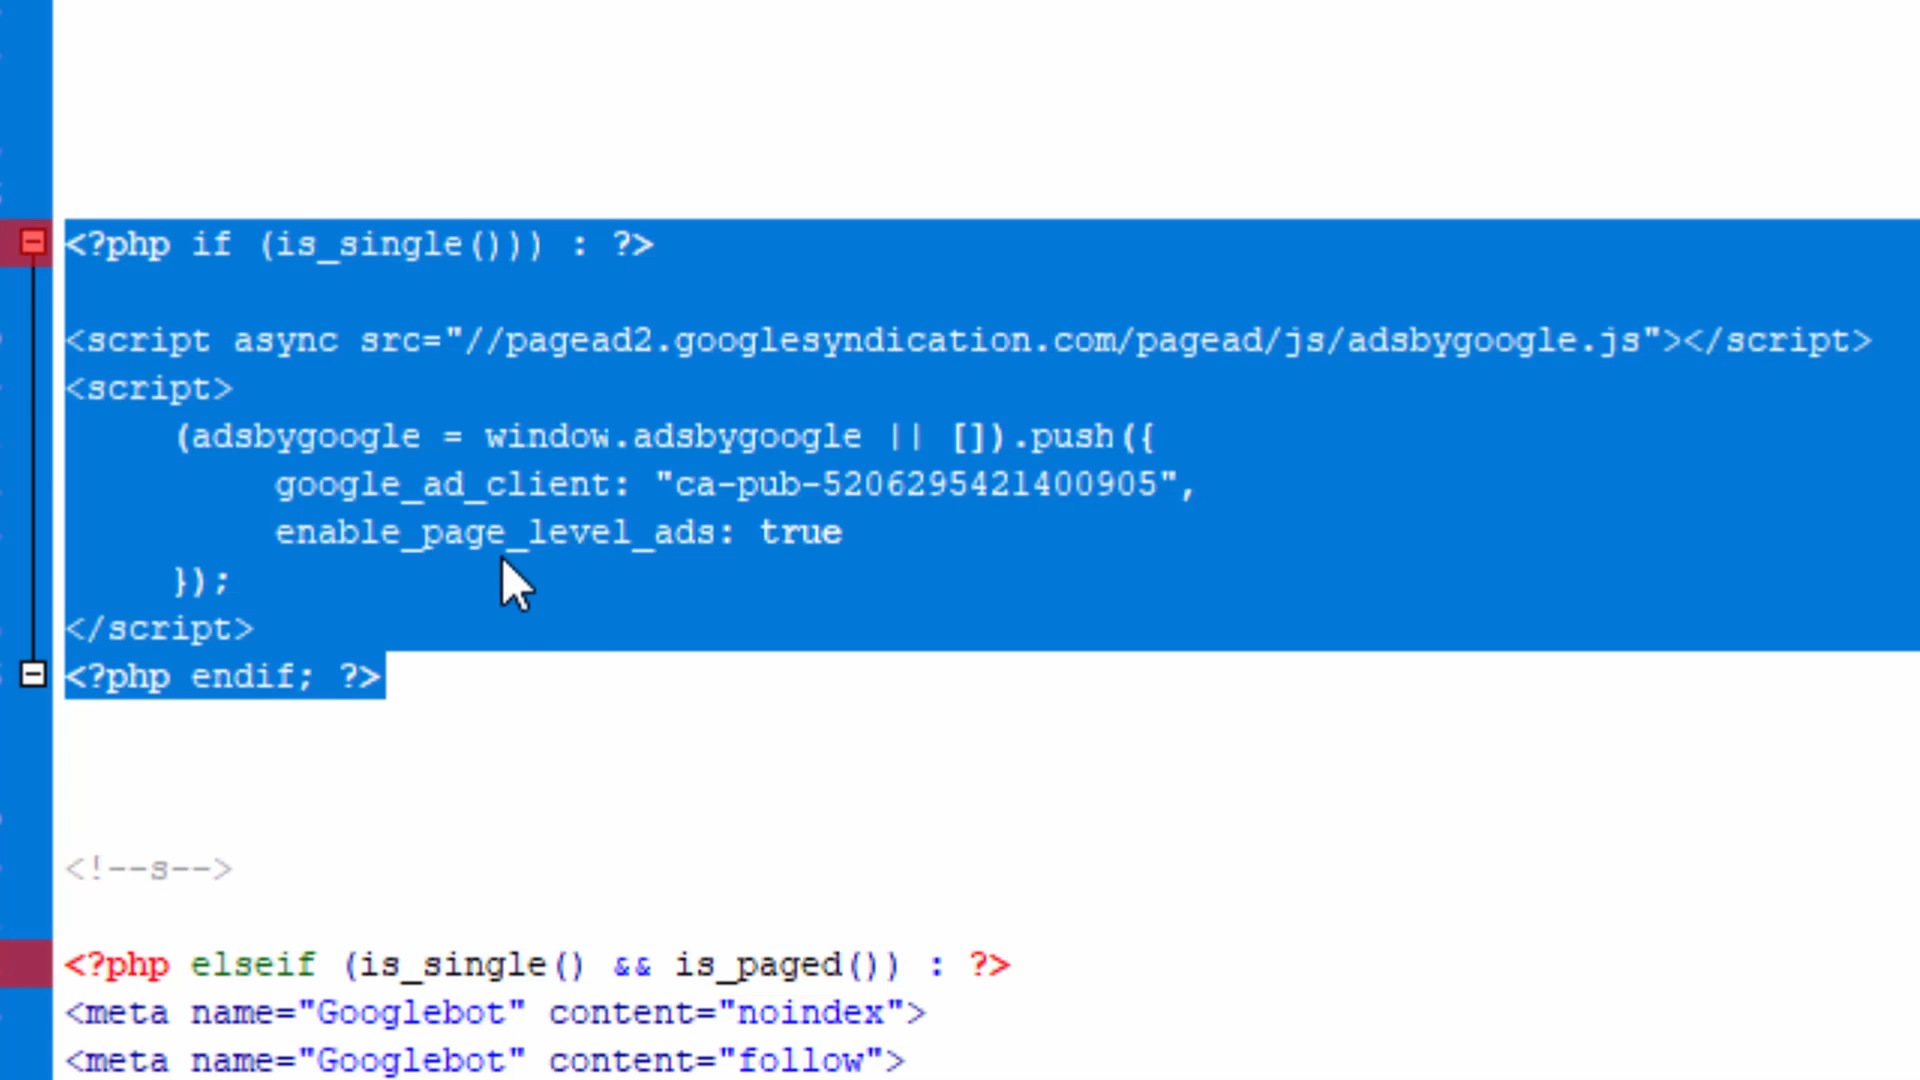 <?php if (is_single())) : ?>
<script async src="//pagead2.googlesyndication.com/pagead/js/adsbygoogle.js"></script>
<script>
(adsbygoogle = window.adsbygoogle || []).push({
google_ad_client: "ca-pub-5206295421400905",
enable_page_level_ads: true
});
</script>
<?php endif; ?>
<!--s-->
<?php elseif (is_single() && is_paged()) : ?>
<meta name="Googlebot" content="noindex">
<meta name="Googlebot" content="follow">